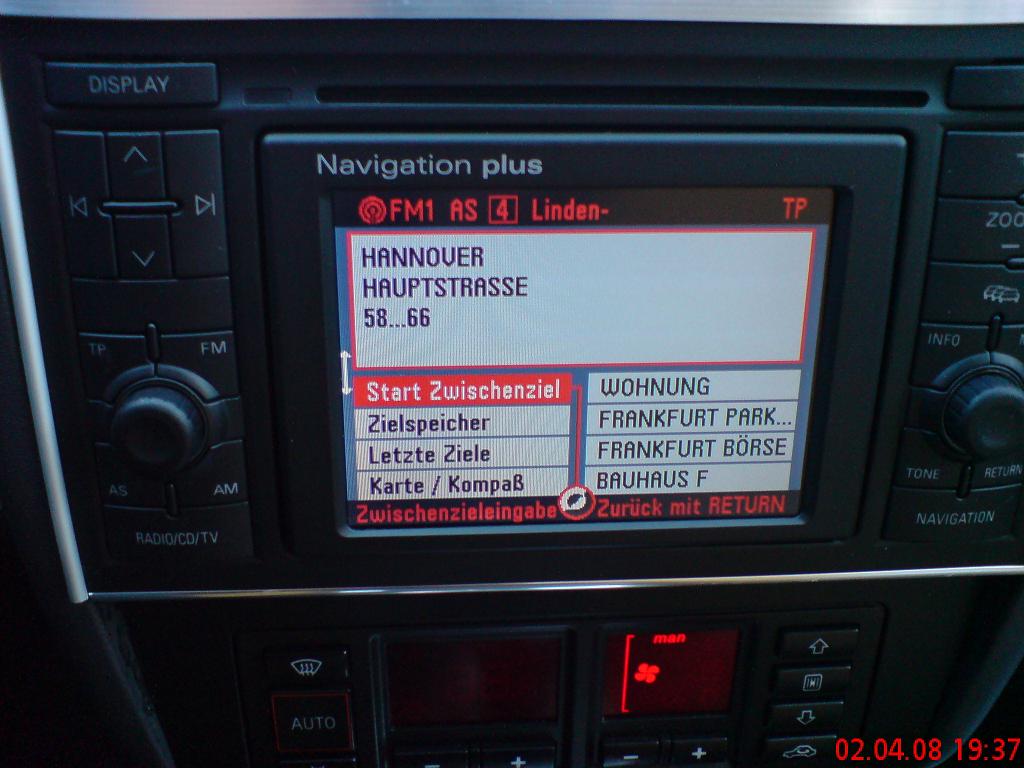 DISPLAY
Navigation plus
FM1 AS 4 Linden- TP
HANNOVER
HAUPTSTRASSE
58...66
Start Zwischenziel
Zielspeicher
Letzte Ziele
Karte / Kompaß
WOHNUNG
FRANKFURT PARK...
FRANKFURT BÖRSE
BAUHAUS F
Zwischenzieleingabe
Zurück mit RETURN
TP FM
AS AM
RADIO/CD/TV
ZOO
INFO
TONE RETURN
NAVIGATION
man
AUTO
02.04.08 19:37